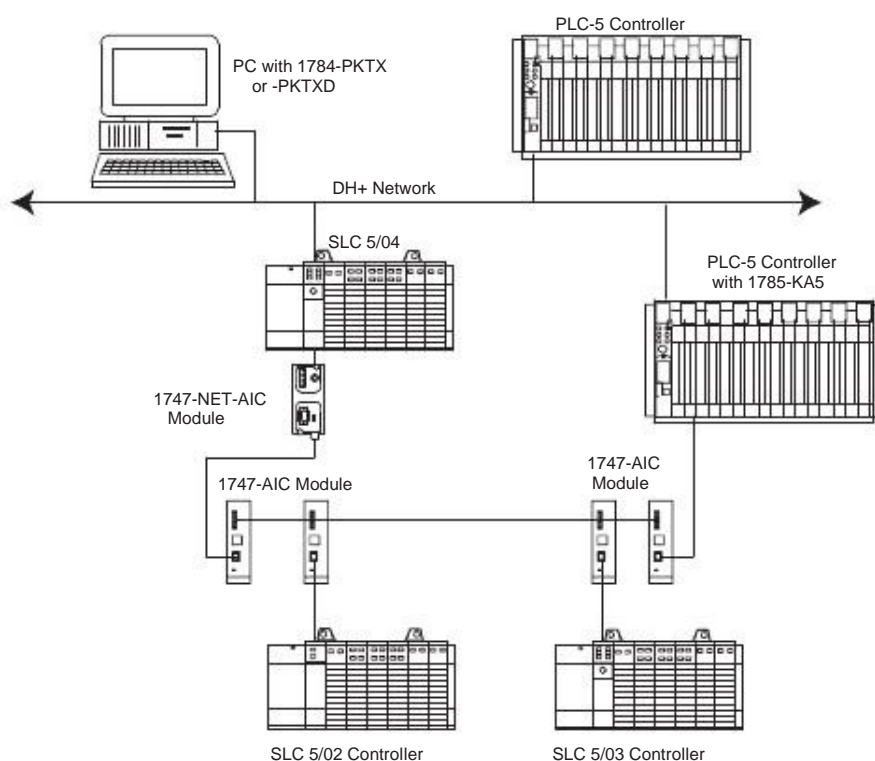 PLC-5 Controller
PC with 1784-PKTX
or -PKTXD
DH+ Network
SLC 5/04
PLC-5 Controller
with 1785-KA5
1747-NET-AIC
Module
1747-AIC Module
1747-AIC
Module
SLC 5/02 Controller
SLC 5/03 Controller